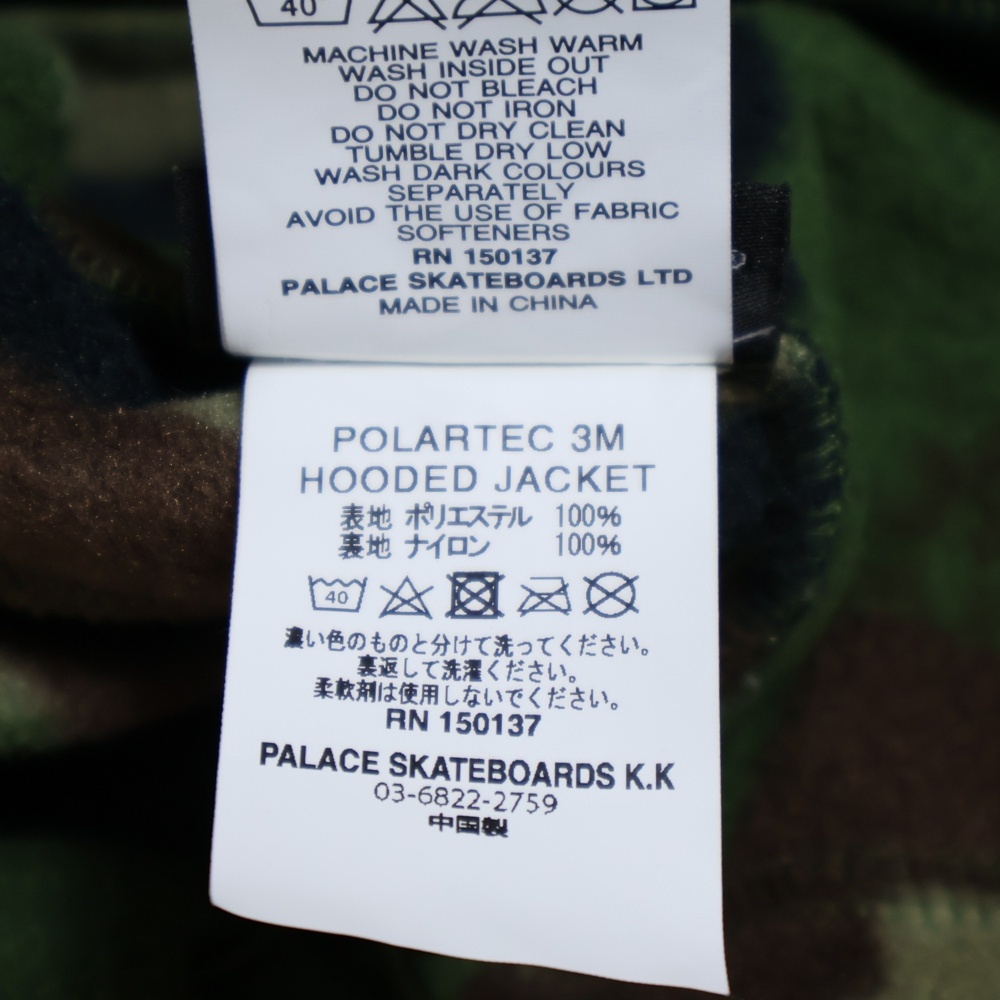 40
MACHINE WASH WARM
WASH INSIDE OUT
DO NOT BLEACH
DO NOT IRON
DO NOT DRY CLEAN
TUMBLE DRY LOW
WASH DARK COLOURS
SEPARATELY
AVOID THE USE OF FABRIC
SOFTENERS
RN 150137
PALACE SKATEBOARDS LTD
MADE IN CHINA
POLARTEC 3M
HOODED JACKET
表地 ポリエステル 100%
裏地 ナイロン 100%
40
濃い色のものと分けて洗ってください。
裏返して洗濯ください。
柔軟剤は使用しないでください。
RN 150137
PALACE SKATEBOARDS K.K
03-6822-2759
中国製